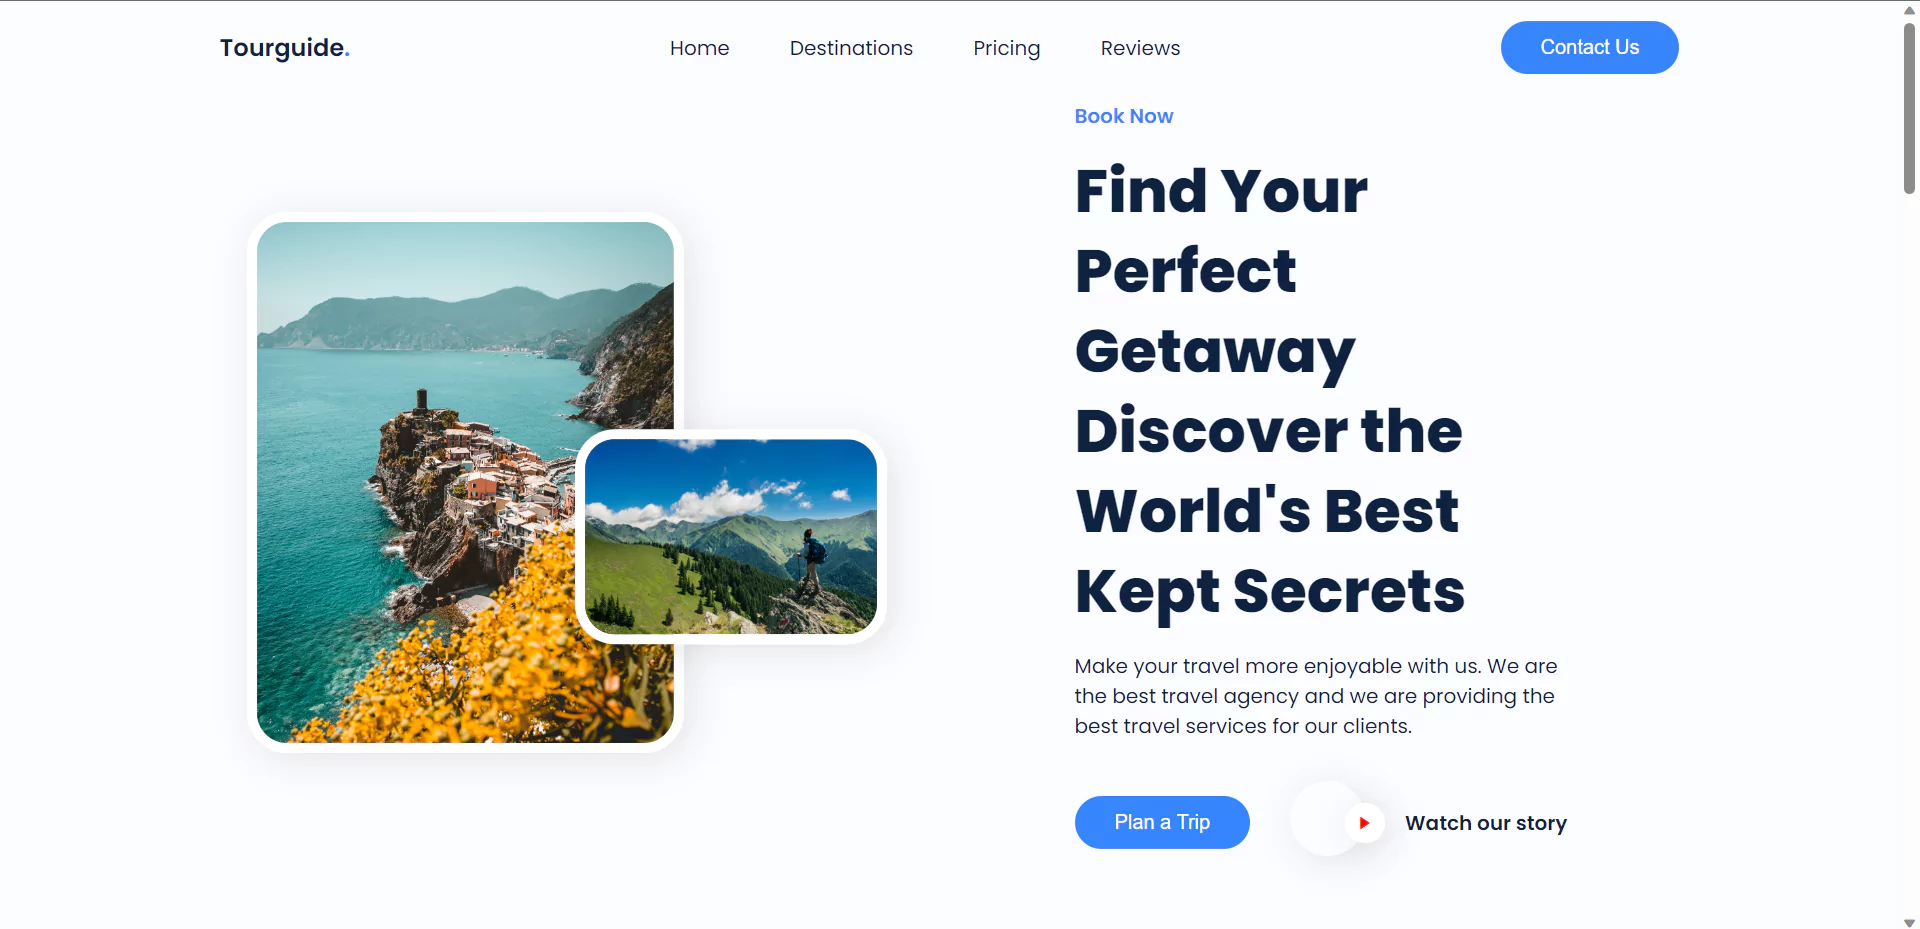 Tourguide.
Home
Destinations
Pricing
Reviews
Contact Us
Book Now
Find Your
Perfect
Getaway
Discover the
World's Best
Kept Secrets
Make your travel more enjoyable with us. We are
the best travel agency and we are providing the
best travel services for our clients.
Plan a Trip
Watch our story